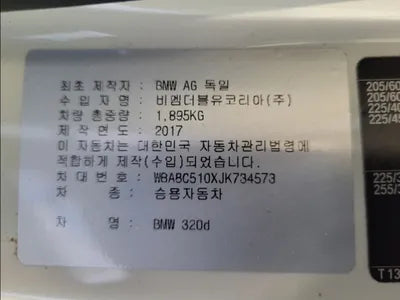 최초 제작자: BMW AG 독일
수 입 자 명: 비엠더블유코리아(주)
차량 총중량: 1,895KG
제작 연도: 2017
이 자동차는 대한민국 자동차관리법령에
적합하게 제작(수입)되었습니다.
차 대 번 호: WBA8C510XJK734573
차 종: 승용자동차
차 명: BMW 320d
205/60
205/60
225/40
225/45
225/
255/3
T13